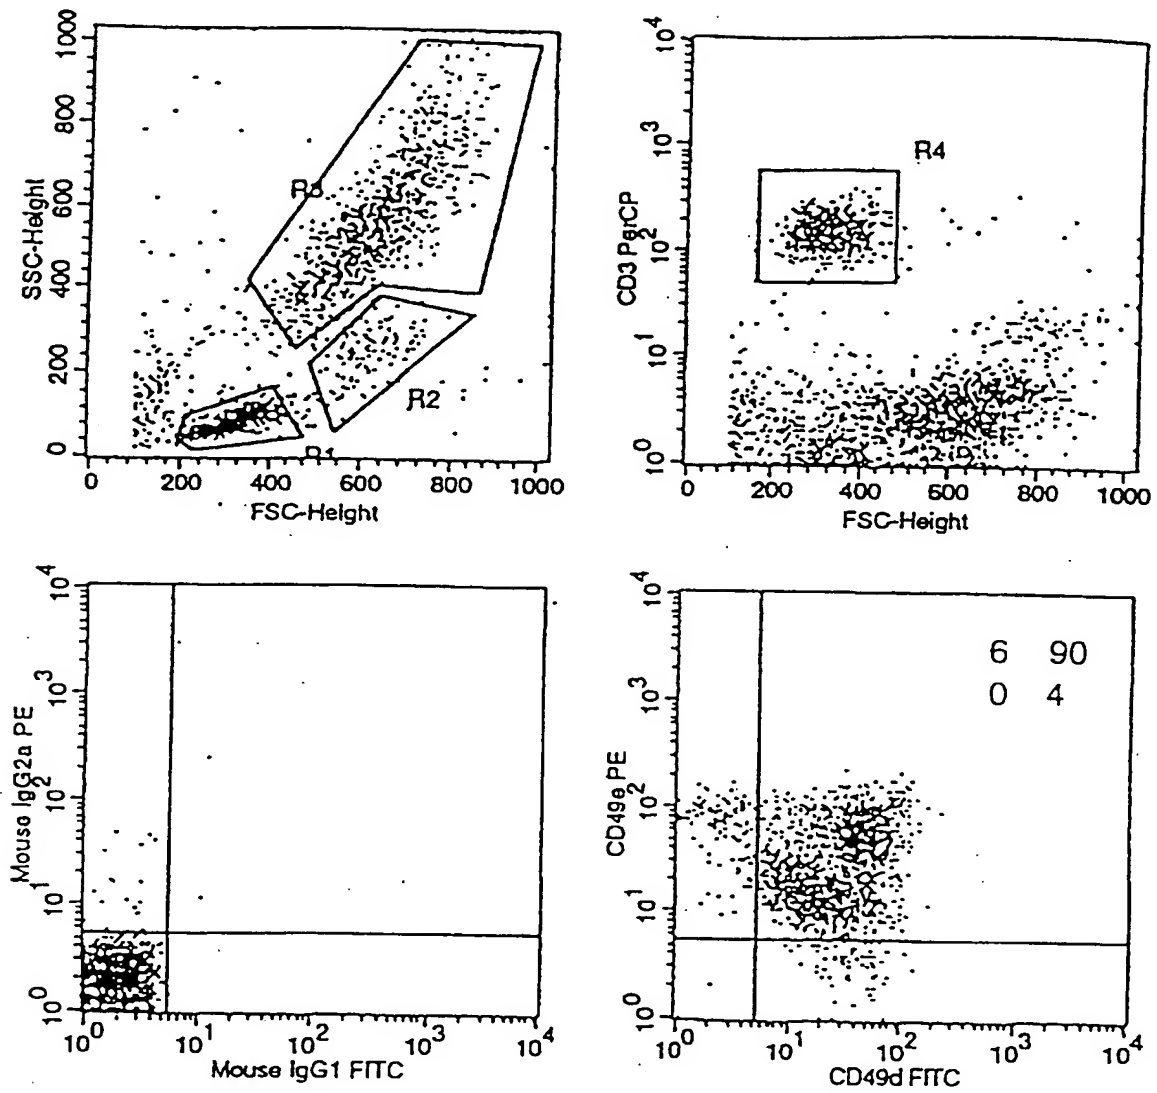 SSC-Height
1000
800
600
400
200
0
R3
R2
R1
0 200 400 600 800 1000
FSC-Height
CD3 PerCP
10^4
10^3
10^2
10^1
10^0
R4
0 200 400 600 800 1000
FSC-Height
Mouse IgG2a PE
10^4
10^3
10^2
10^1
10^0
10^0 10^1 10^2 10^3 10^4
Mouse IgG1 FITC
CD49e PE
10^4
10^3
10^2
10^1
10^0
6 90
0 4
10^0 10^1 10^2 10^3 10^4
CD49d FITC